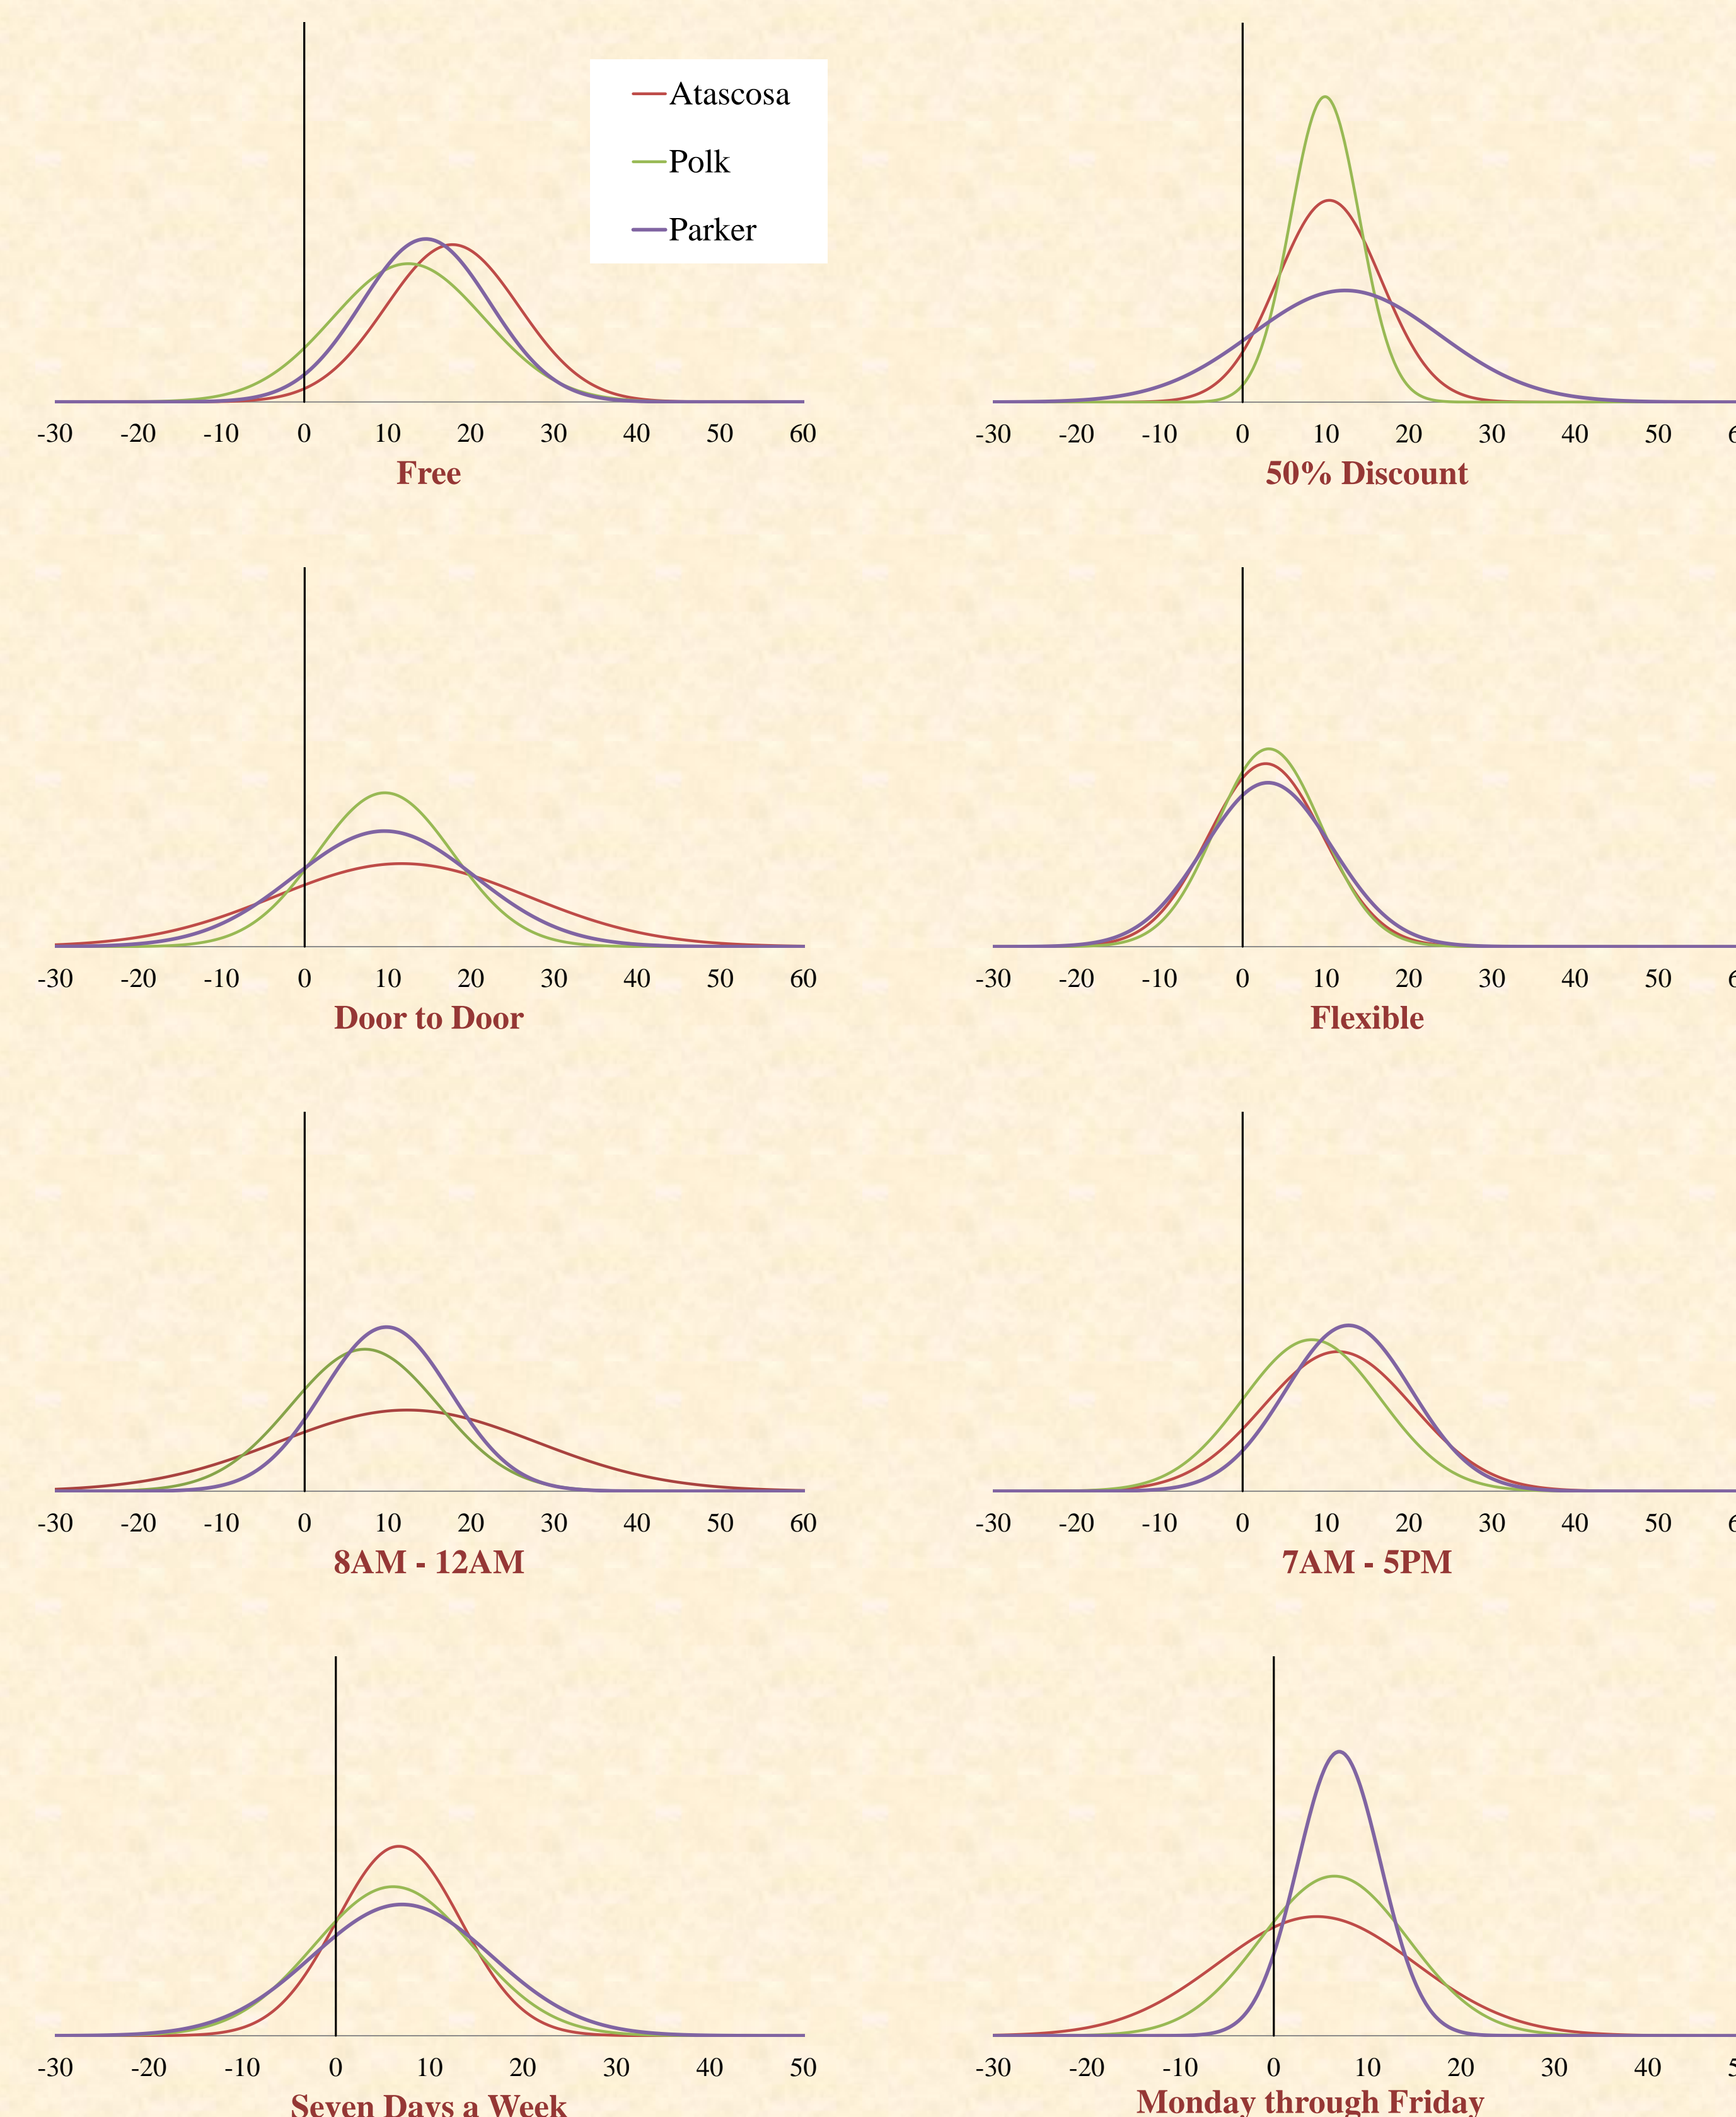 Atascosa
Polk
Parker
-30 -20 -10 0 10 20 30 40 50 60
Free
-30 -20 -10 0 10 20 30 40 50
50% Discount
-30 -20 -10 0 10 20 30 40 50 60
Door to Door
-30 -20 -10 0 10 20 30 40 50
Flexible
-30 -20 -10 0 10 20 30 40 50 60
8AM - 12AM
-30 -20 -10 0 10 20 30 40 50
7AM - 5PM
-30 -20 -10 0 10 20 30 40 50
Seven Days a Week
-30 -20 -10 0 10 20 30 40
Monday through Friday